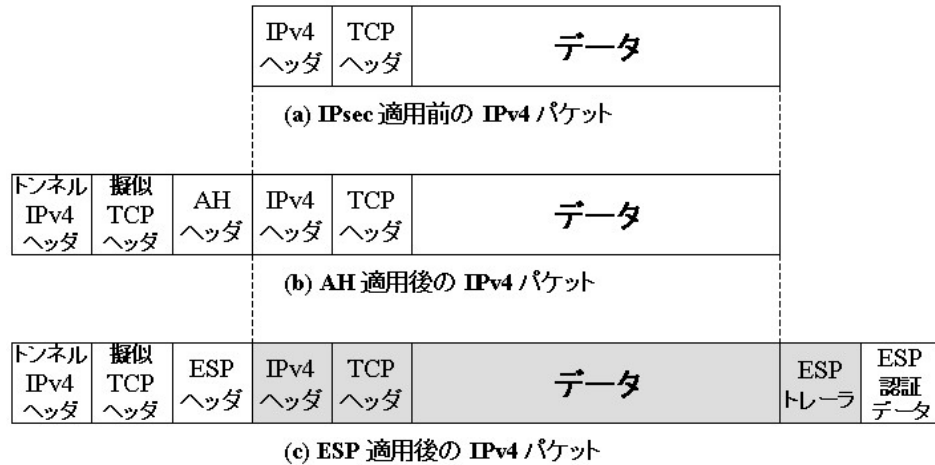 IPv4
ヘッダ
TCP
ヘッダ
データ
(a) IPsec 適用前の IPv4 パケット
トンネル
IPv4
ヘッダ
擬似
TCP
ヘッダ
AH
ヘッダ
IPv4
ヘッダ
TCP
ヘッダ
データ
(b) AH 適用後の IPv4 パケット
トンネル
IPv4
ヘッダ
擬似
TCP
ヘッダ
ESP
ヘッダ
IPv4
ヘッダ
TCP
ヘッダ
データ
ESP
トレーラ
ESP
認証
データ
(c) ESP 適用後の IPv4 パケット